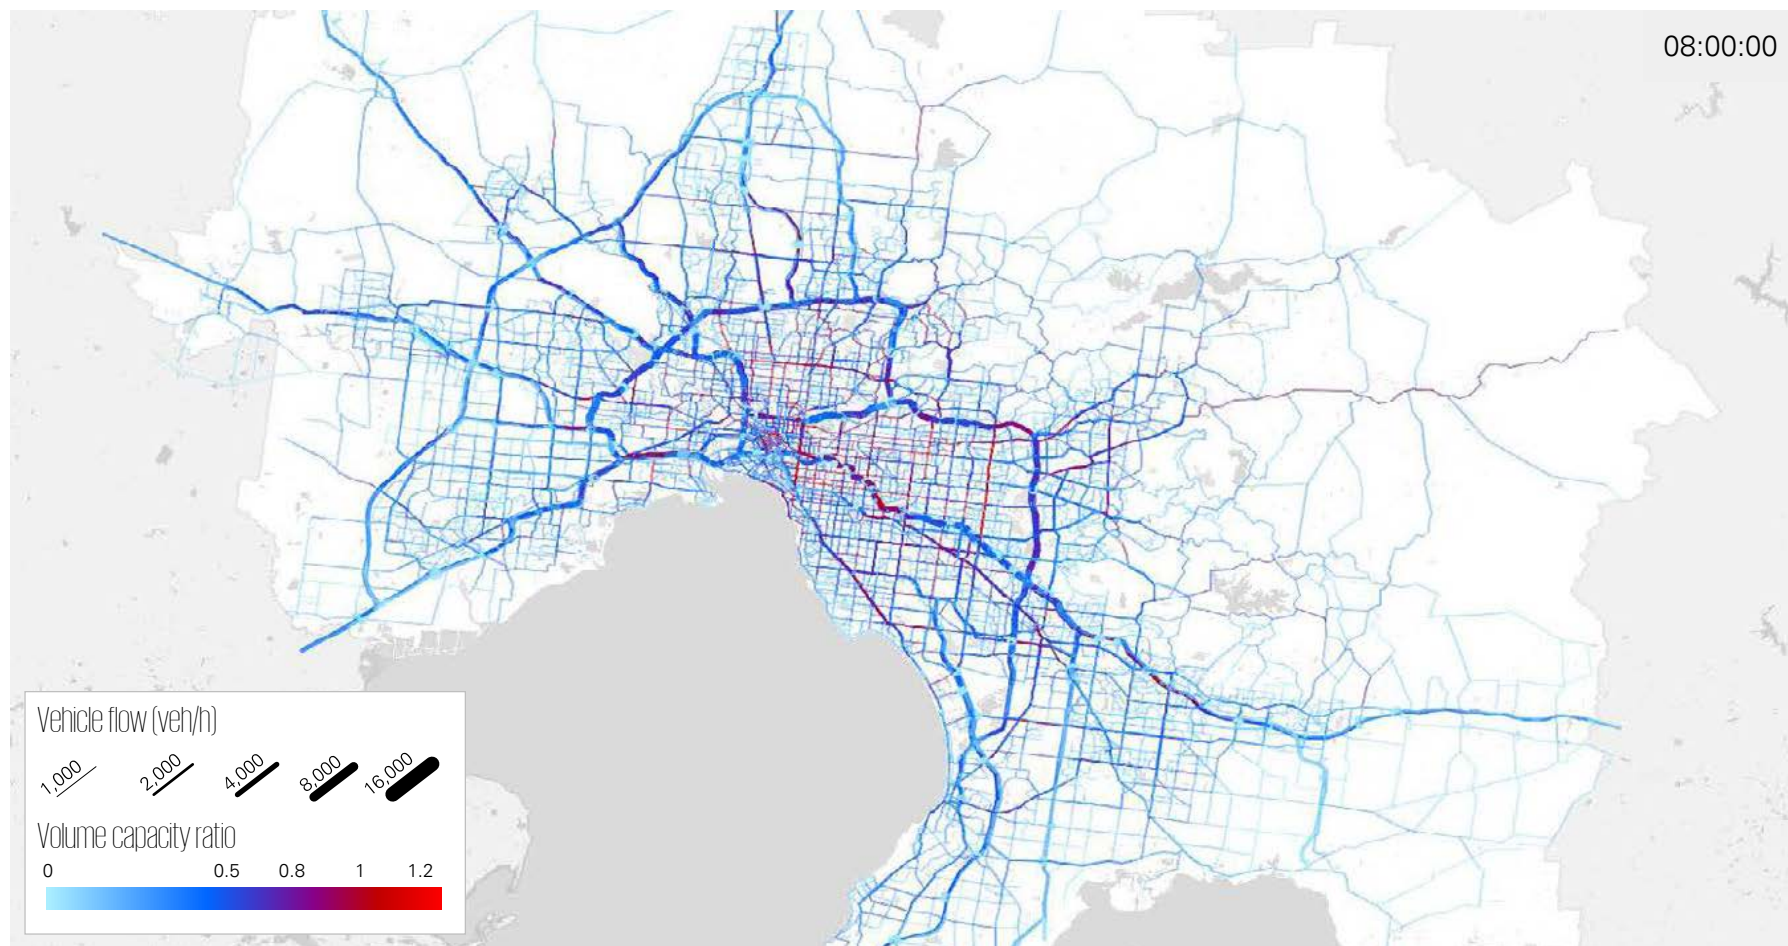 08:00:00
Vehicle flow (veh/h)
1,000 2,000 4,000 8,000 16,000
Volume capacity ratio
0 0.5 0.8 1 1.2